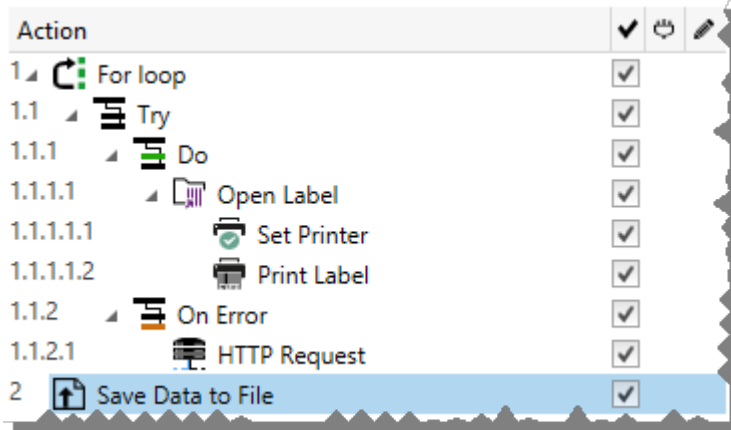 Action
1 For loop
1.1 Try
1.1.1 Do
1.1.1.1 Open Label
1.1.1.1.1 Set Printer
1.1.1.1.2 Print Label
1.1.2 On Error
1.1.2.1 HTTP Request
2 Save Data to File